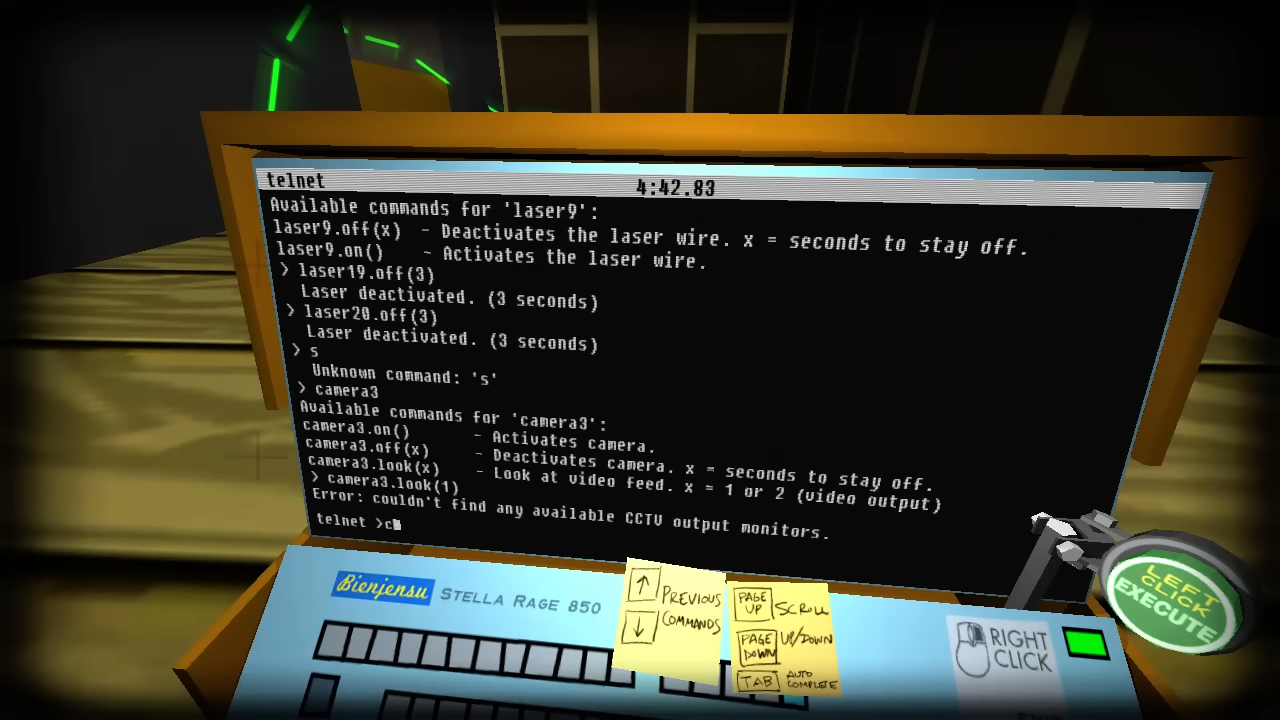 telnet 4:42.83
Available commands for 'laser9':
laser9.off(x) - Deactivates the laser wire. x = seconds to stay off.
laser9.on() - Activates the laser wire.
> laser19.off(3)
Laser deactivated. (3 seconds)
> laser20.off(3)
Laser deactivated. (3 seconds)
> s
Unknown command: 's'
> camera3
Available commands for 'camera3':
camera3.on() - Activates camera.
camera3.off(x) - Deactivates camera. x = seconds to stay off.
camera3.look(x) - Look at video feed. x = 1 or 2 (video output)
> camera3.look(1)
Error: couldn't find any available CCTV output monitors.
telnet >c
Bienjensu STELLA RAGE 850
↑ PREVIOUS
↓ COMMANDS
PAGE UP SCROLL
PAGE DOWN UP/DOWN
TAB AUTO COMPLETE
RIGHT
CLICK
LEFT
CLICK
EXECUTE